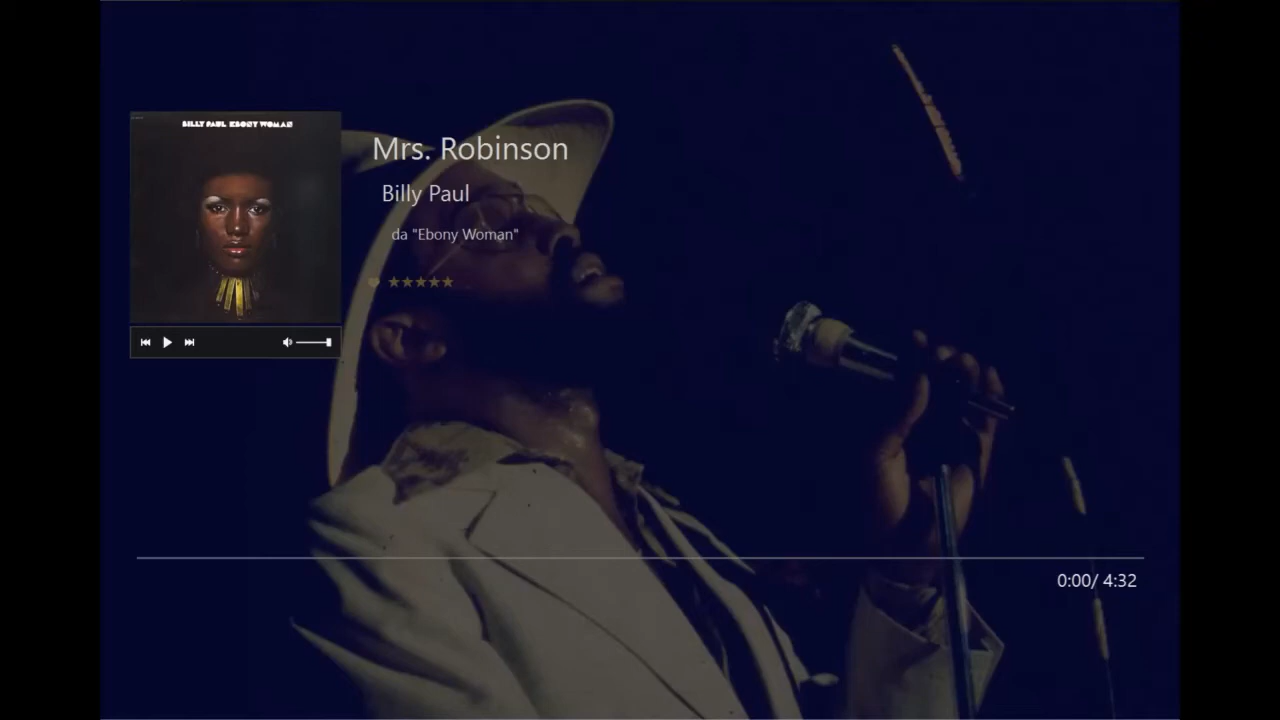 BILLY PAUL EBONY WOMAN
Mrs. Robinson
Billy Paul
da "Ebony Woman"
0:00/ 4:32